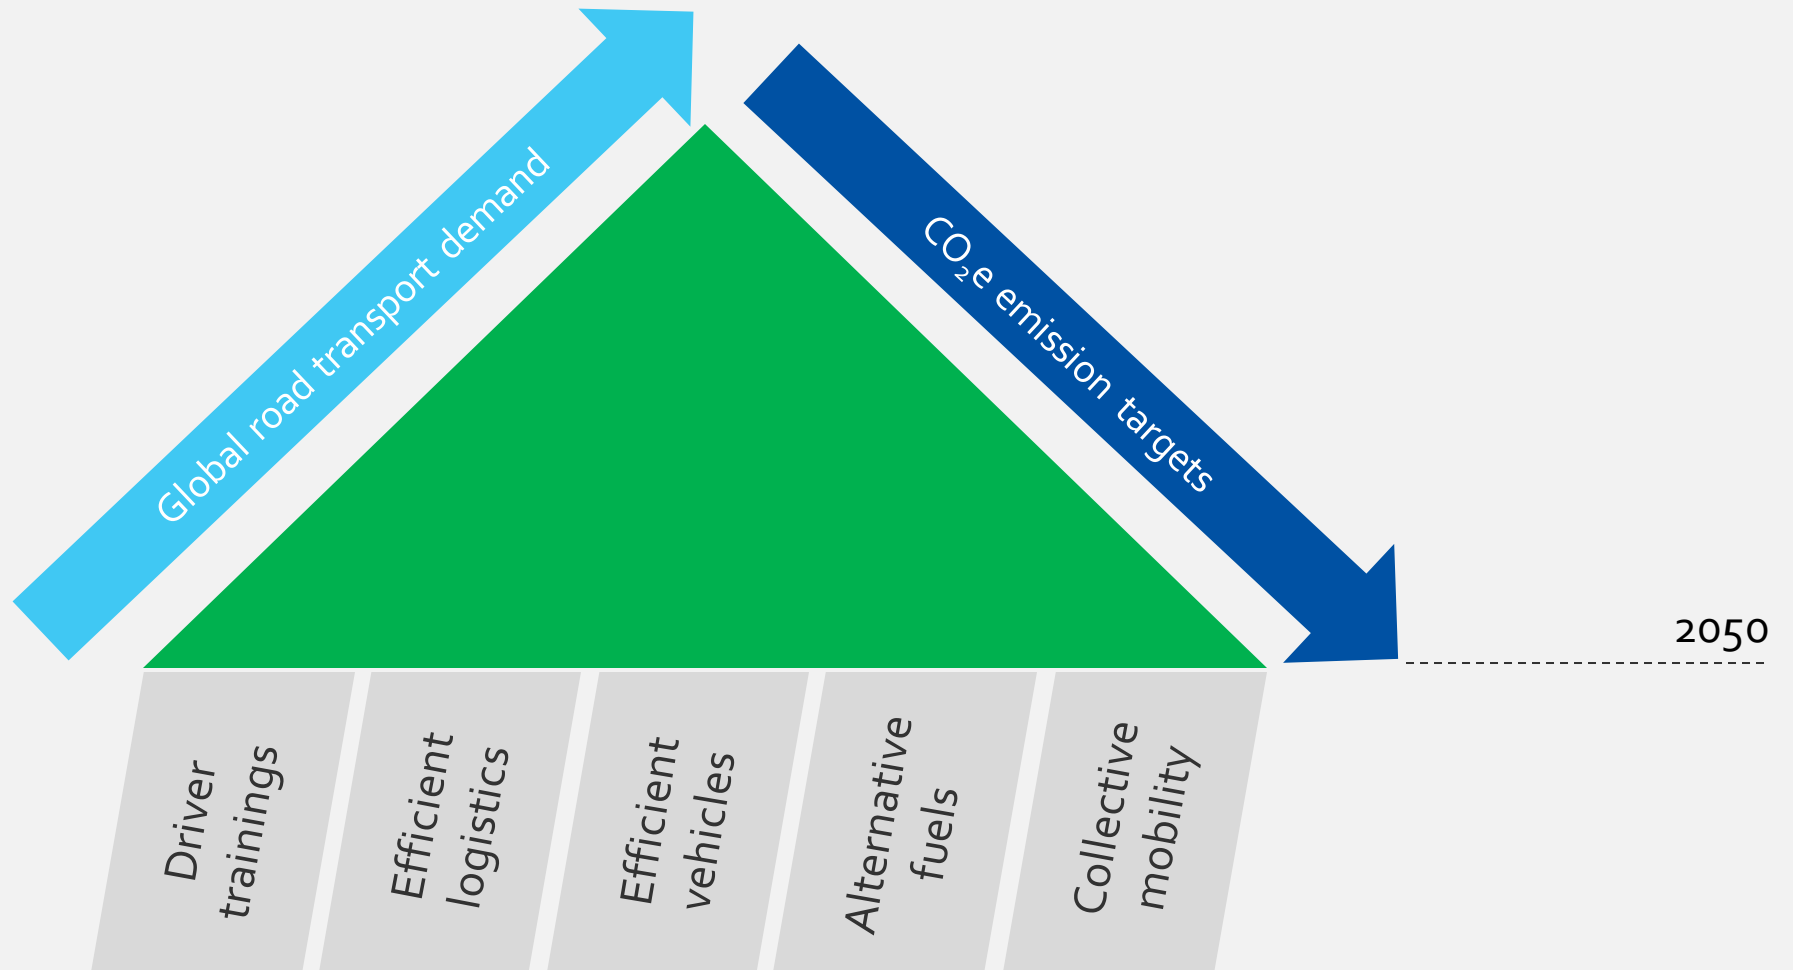 Global road transport demand
CO₂e emission targets
2050
Driver
trainings
Efficient
logistics
Efficient
vehicles
Alternative
fuels
Collective
mobility